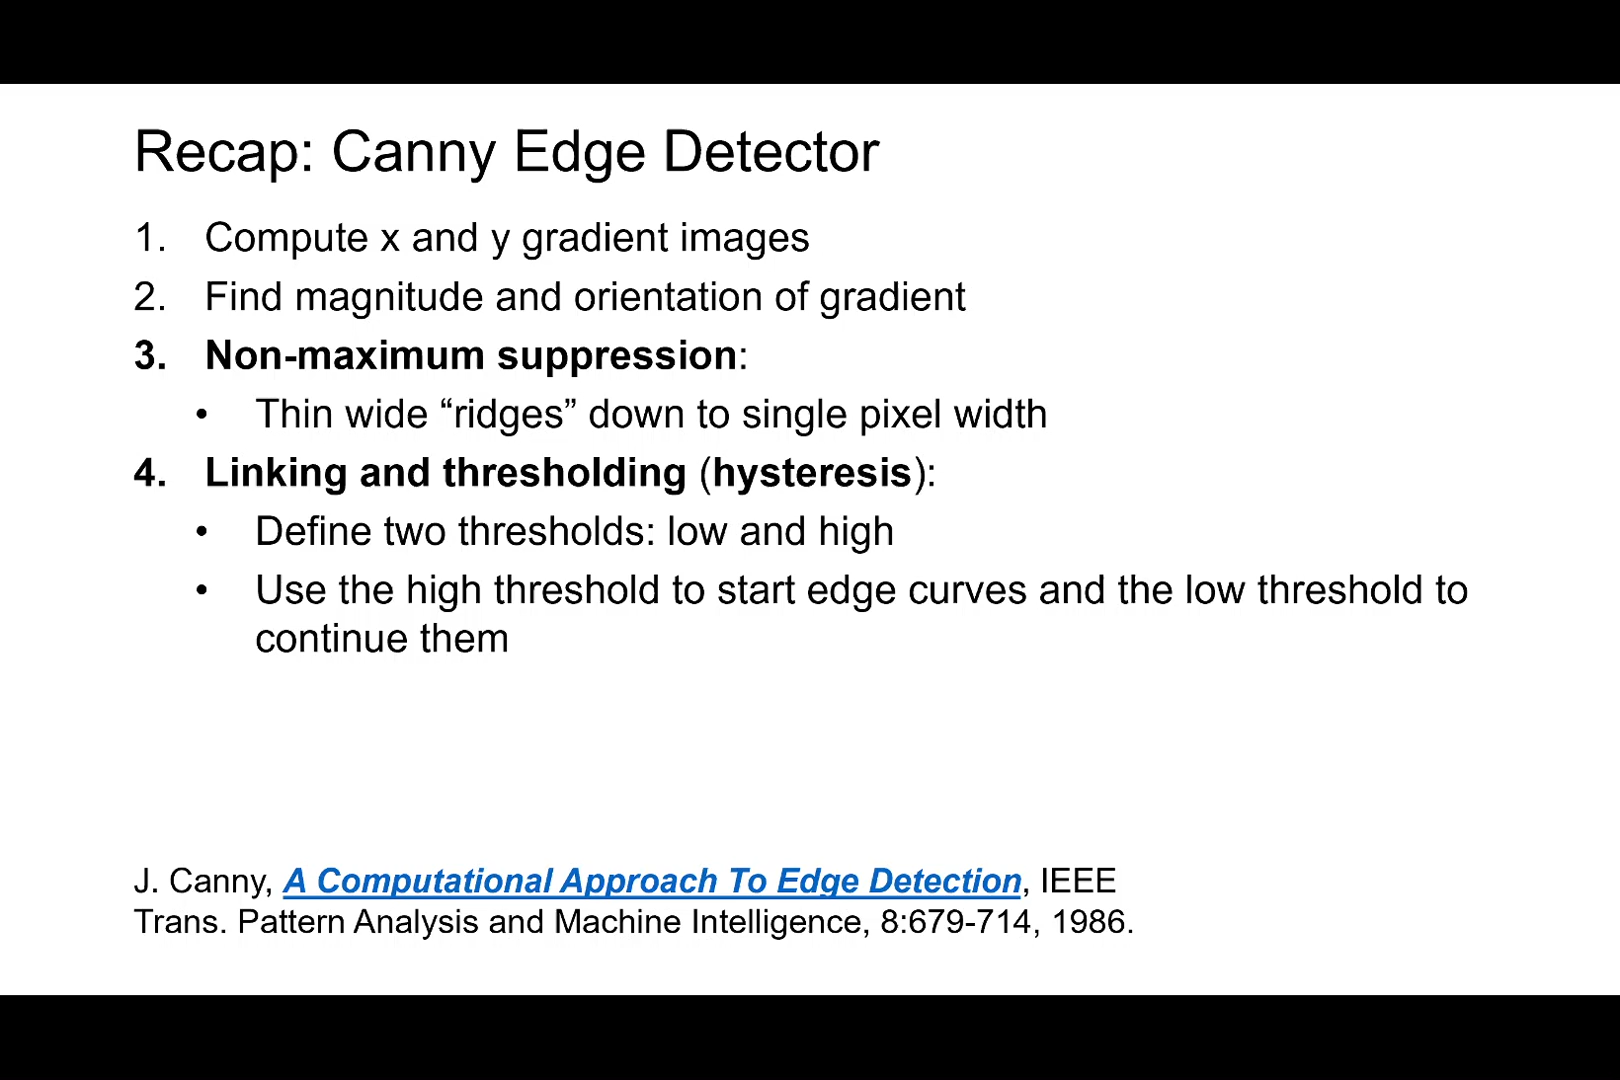 Recap: Canny Edge Detector
1. Compute x and y gradient images
2. Find magnitude and orientation of gradient
3. Non-maximum suppression:
• Thin wide “ridges” down to single pixel width
4. Linking and thresholding (hysteresis):
• Define two thresholds: low and high
• Use the high threshold to start edge curves and the low threshold to
continue them
J. Canny, A Computational Approach To Edge Detection, IEEE
Trans. Pattern Analysis and Machine Intelligence, 8:679-714, 1986.